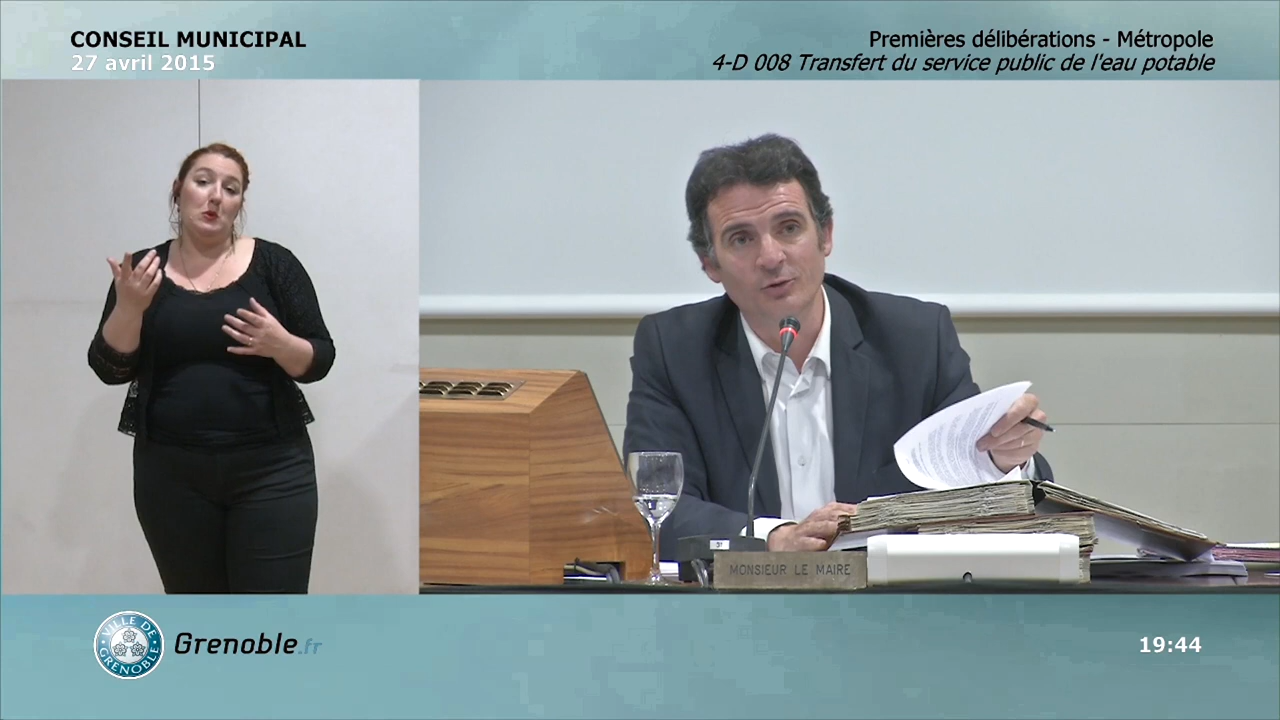 CONSEIL MUNICIPAL
27 avril 2015
Premières délibérations - Métropole
4-D 008 Transfert du service public de l'eau potable
MONSIEUR LE MAIRE
VILLE DE GRENOBLE
Grenoble.fr
19:44